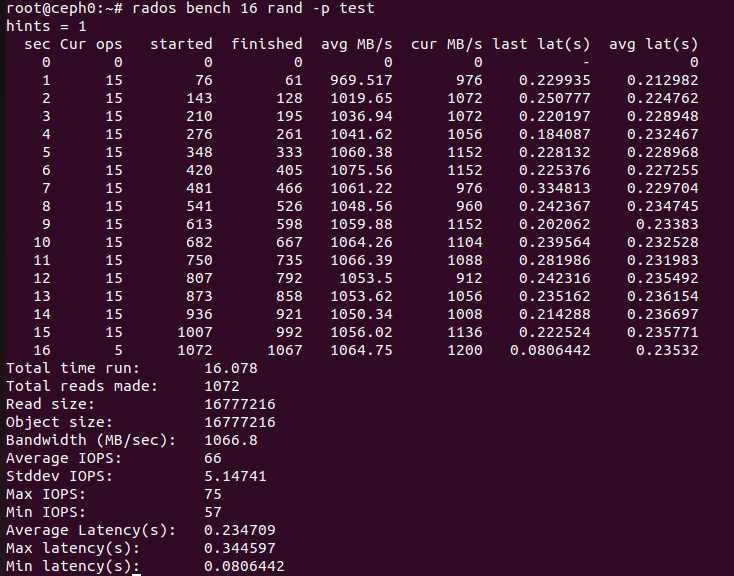 root@ceph0:~# rados bench 16 rand -p test
hints = 1
  sec Cur ops   started  finished  avg MB/s  cur MB/s last lat(s)  avg lat(s)
    0       0         0         0         0         0           -           0
    1      15        76        61   969.517       976    0.229935    0.212982
    2      15       143       128   1019.65      1072    0.250777    0.224762
    3      15       210       195   1036.94      1072    0.220197    0.228948
    4      15       276       261   1041.62      1056    0.184087    0.232467
    5      15       348       333   1060.38      1152    0.228132    0.228968
    6      15       420       405   1075.56      1152    0.225376    0.227255
    7      15       481       466   1061.22       976    0.334813    0.229704
    8      15       541       526   1048.56       960    0.242367    0.234745
    9      15       613       598   1059.88      1152    0.202062     0.23383
   10      15       682       667   1064.26      1104    0.239564    0.232528
   11      15       750       735   1066.39      1088    0.281986    0.231983
   12      15       807       792    1053.5       912    0.242316    0.235492
   13      15       873       858   1053.62      1056    0.235162    0.236154
   14      15       936       921   1050.34      1008    0.214288    0.236697
   15      15      1007       992   1056.02      1136    0.222524    0.235771
   16       5      1072      1067   1064.75      1200   0.0806442     0.23532
Total time run:       16.078
Total reads made:     1072
Read size:            16777216
Object size:          16777216
Bandwidth (MB/sec):   1066.8
Average IOPS:         66
Stddev IOPS:          5.14741
Max IOPS:             75
Min IOPS:             57
Average Latency(s):   0.234709
Max latency(s):       0.344597
Min latency(s):       0.0806442